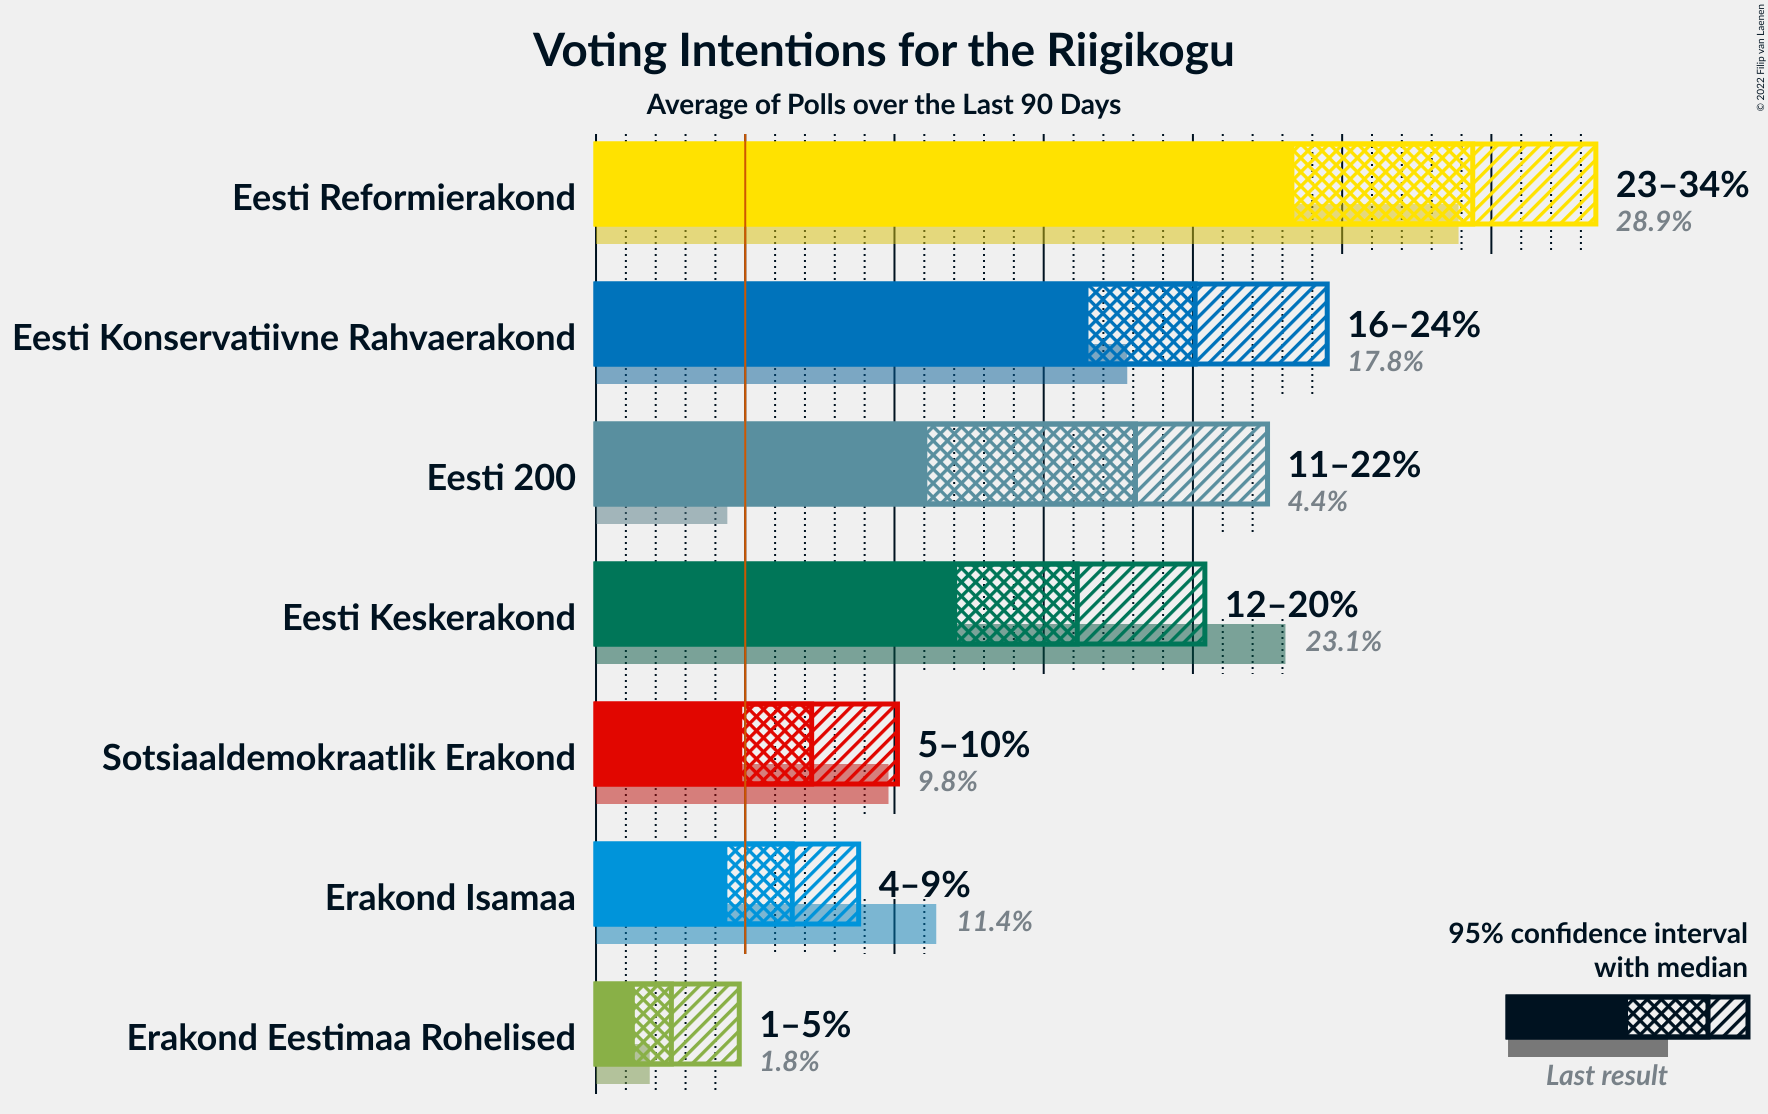 Voting Intentions for the Riigikogu
Average of Polls over the Last 90 Days
© 2022 Filip van Laenen
Eesti Reformierakond
23–34%
28.9%
Eesti Konservatiivne Rahvaerakond
16–24%
17.8%
Eesti 200
11–22%
4.4%
Eesti Keskerakond
12–20%
23.1%
Sotsiaaldemokraatlik Erakond
5–10%
9.8%
Erakond Isamaa
4–9%
11.4%
Erakond Eestimaa Rohelised
1–5%
1.8%
95% confidence interval
with median
Last result